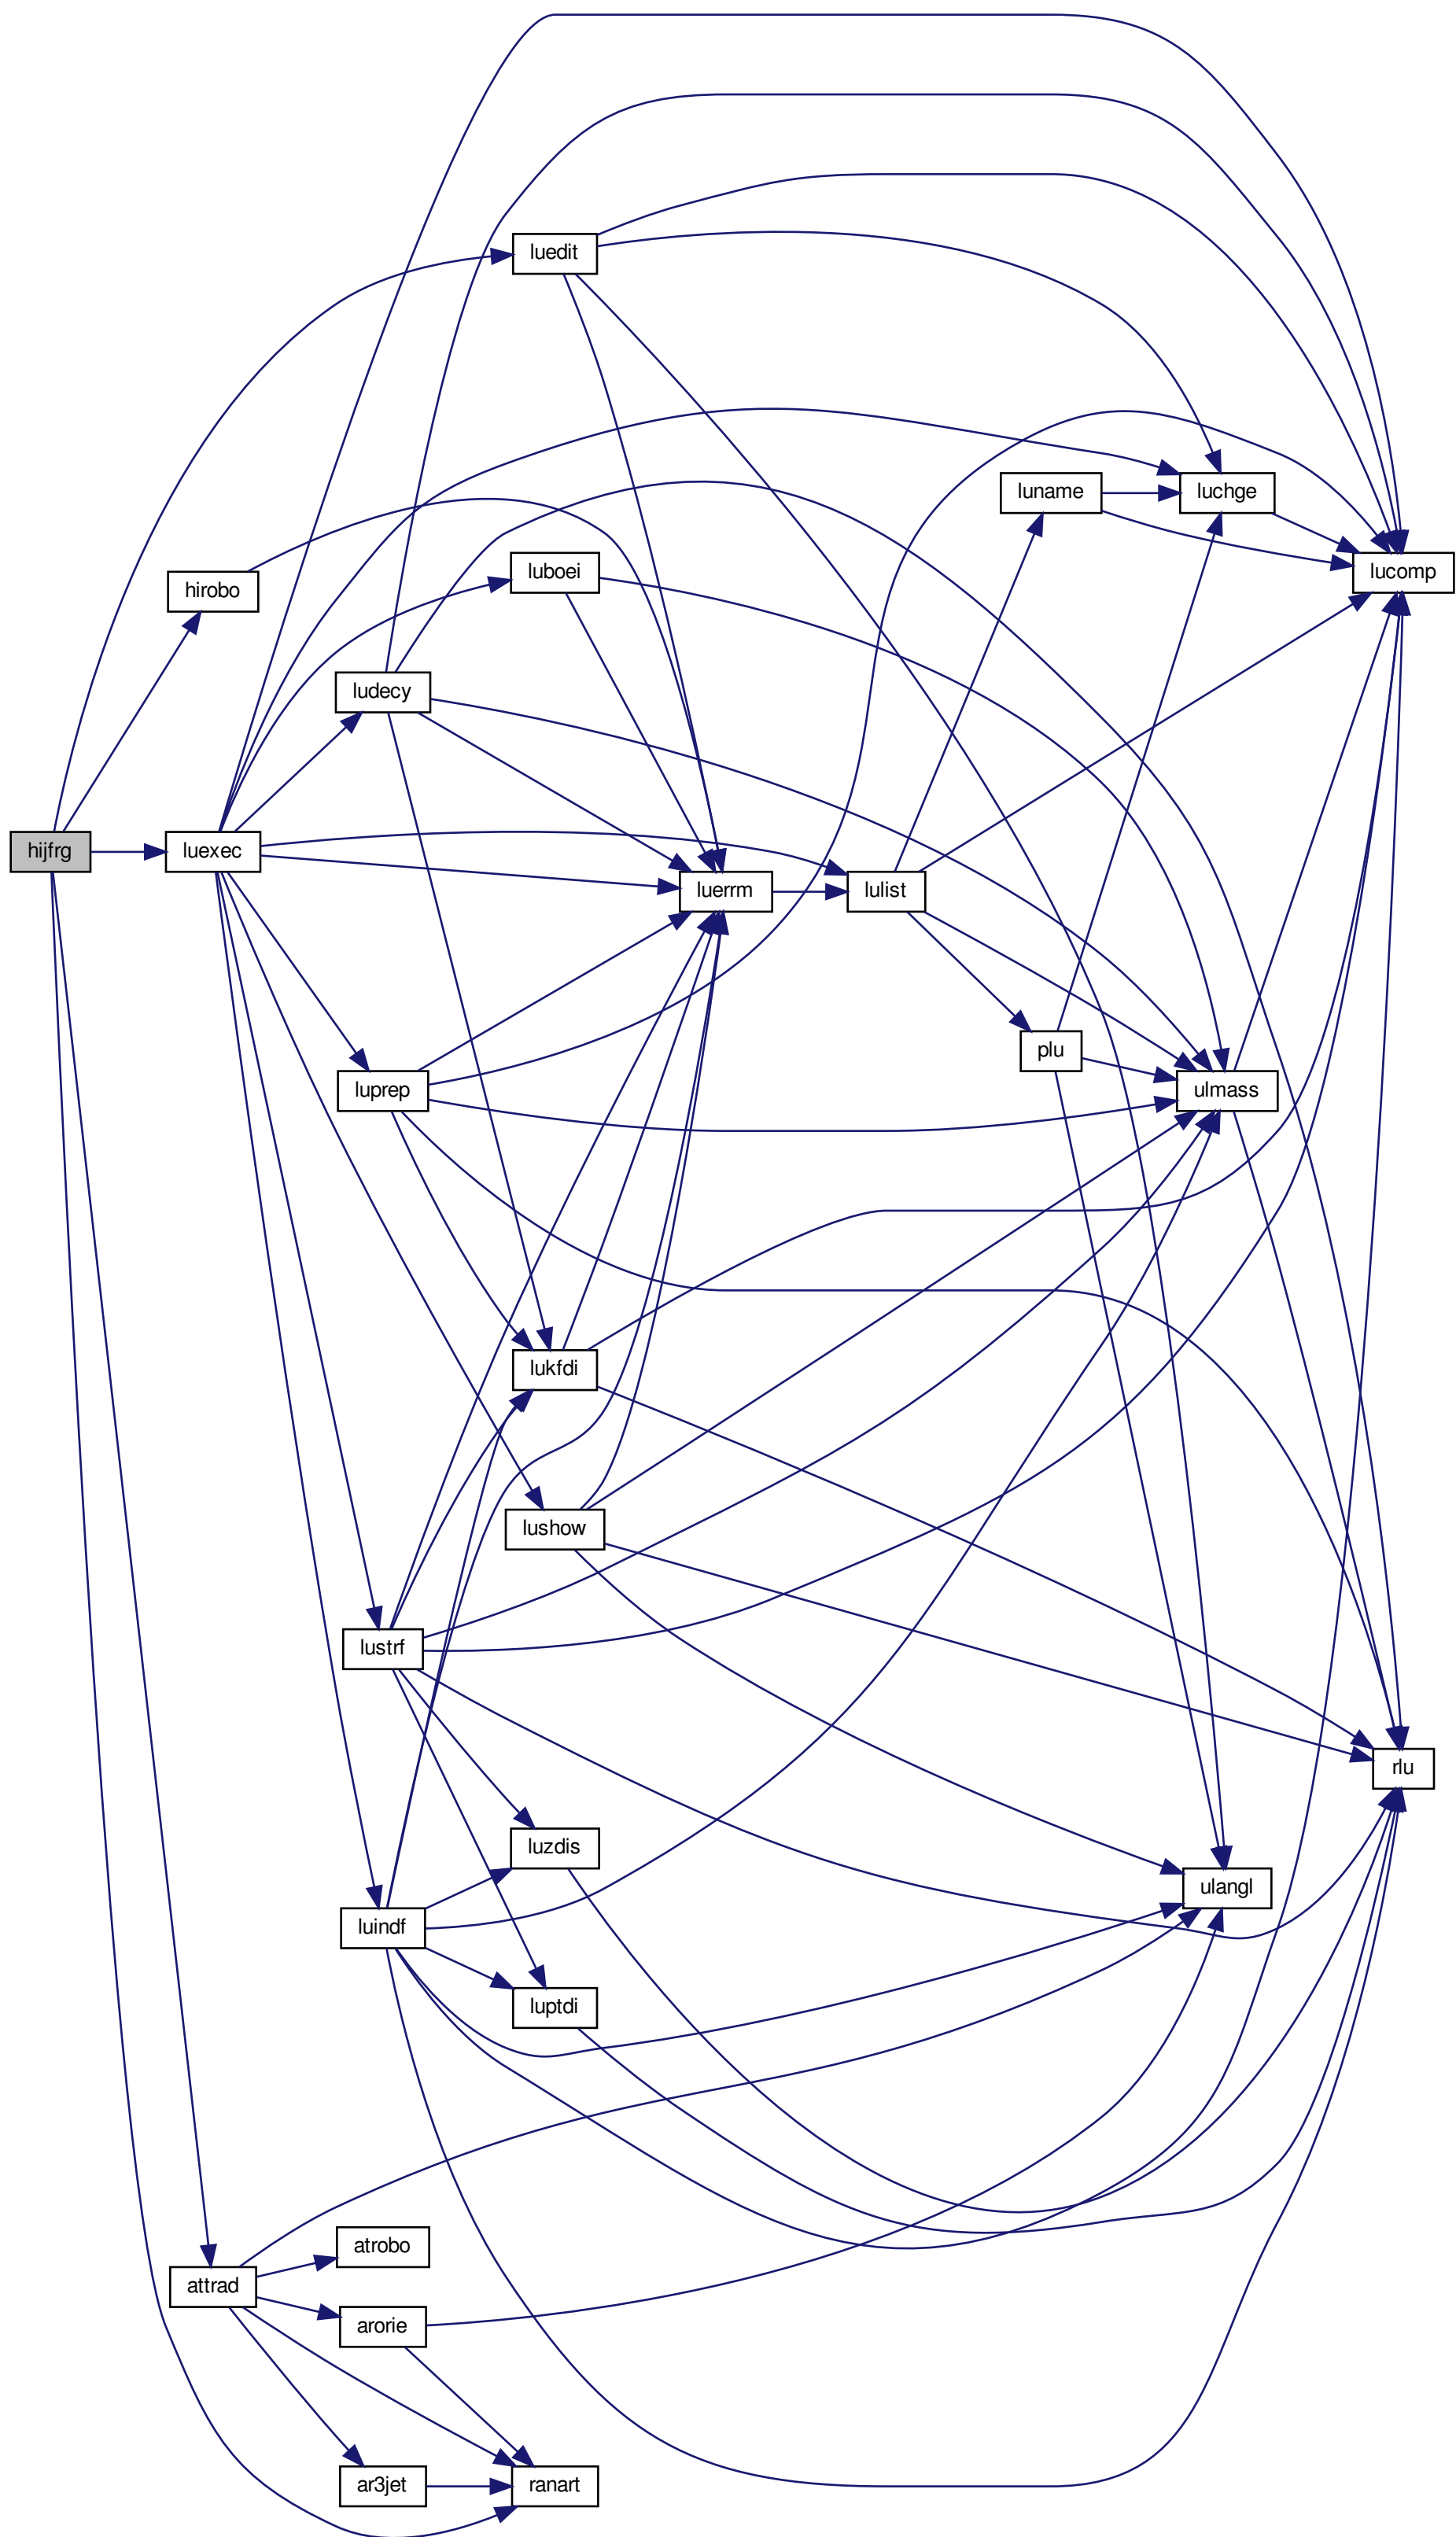 luedit
luname
luchge
luboei
lucomp
hirobo
ludecy
hijfrg
luexec
luerrm
lulist
plu
luprep
ulmass
lukfdi
lushow
lustrf
rlu
luzdis
ulangl
luindf
luptdi
atrobo
attrad
arorie
ar3jet
ranart